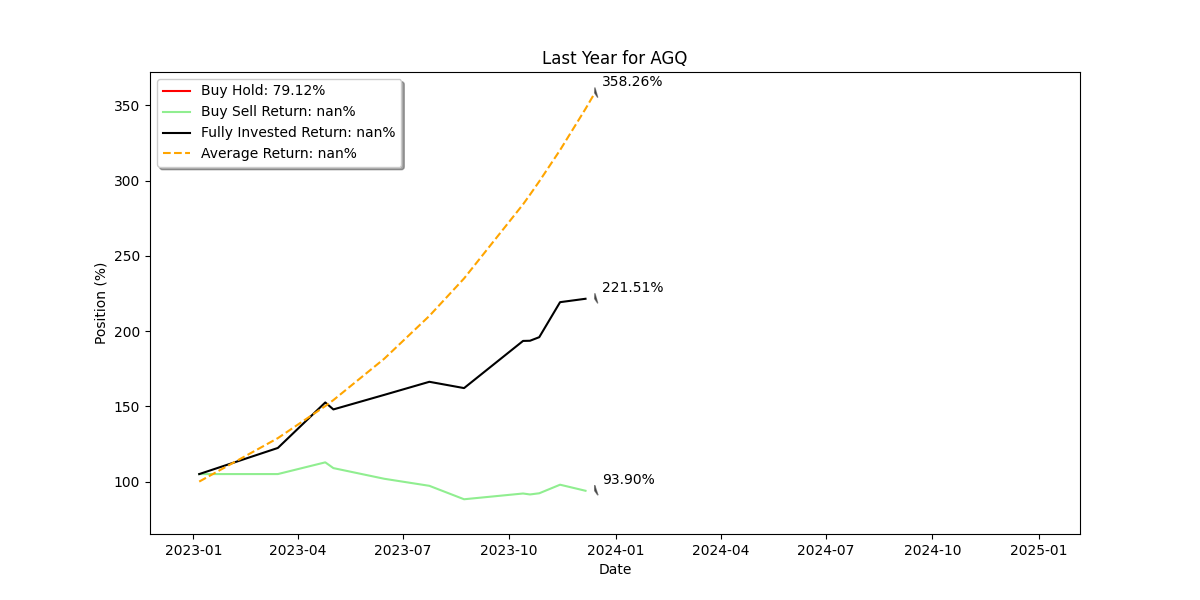 Last Year for AGQ
358.26%
Buy Hold: 79.12%
Buy Sell Return: nan%
Fully Invested Return: nan%
Average Return: nan%
350
300
221.51%
250
200
150
93.90%
100
Position (%)
2023-01 2023-04 2023-07 2023-10 2024-01 2024-04 2024-07 2024-10 2025-01
Date